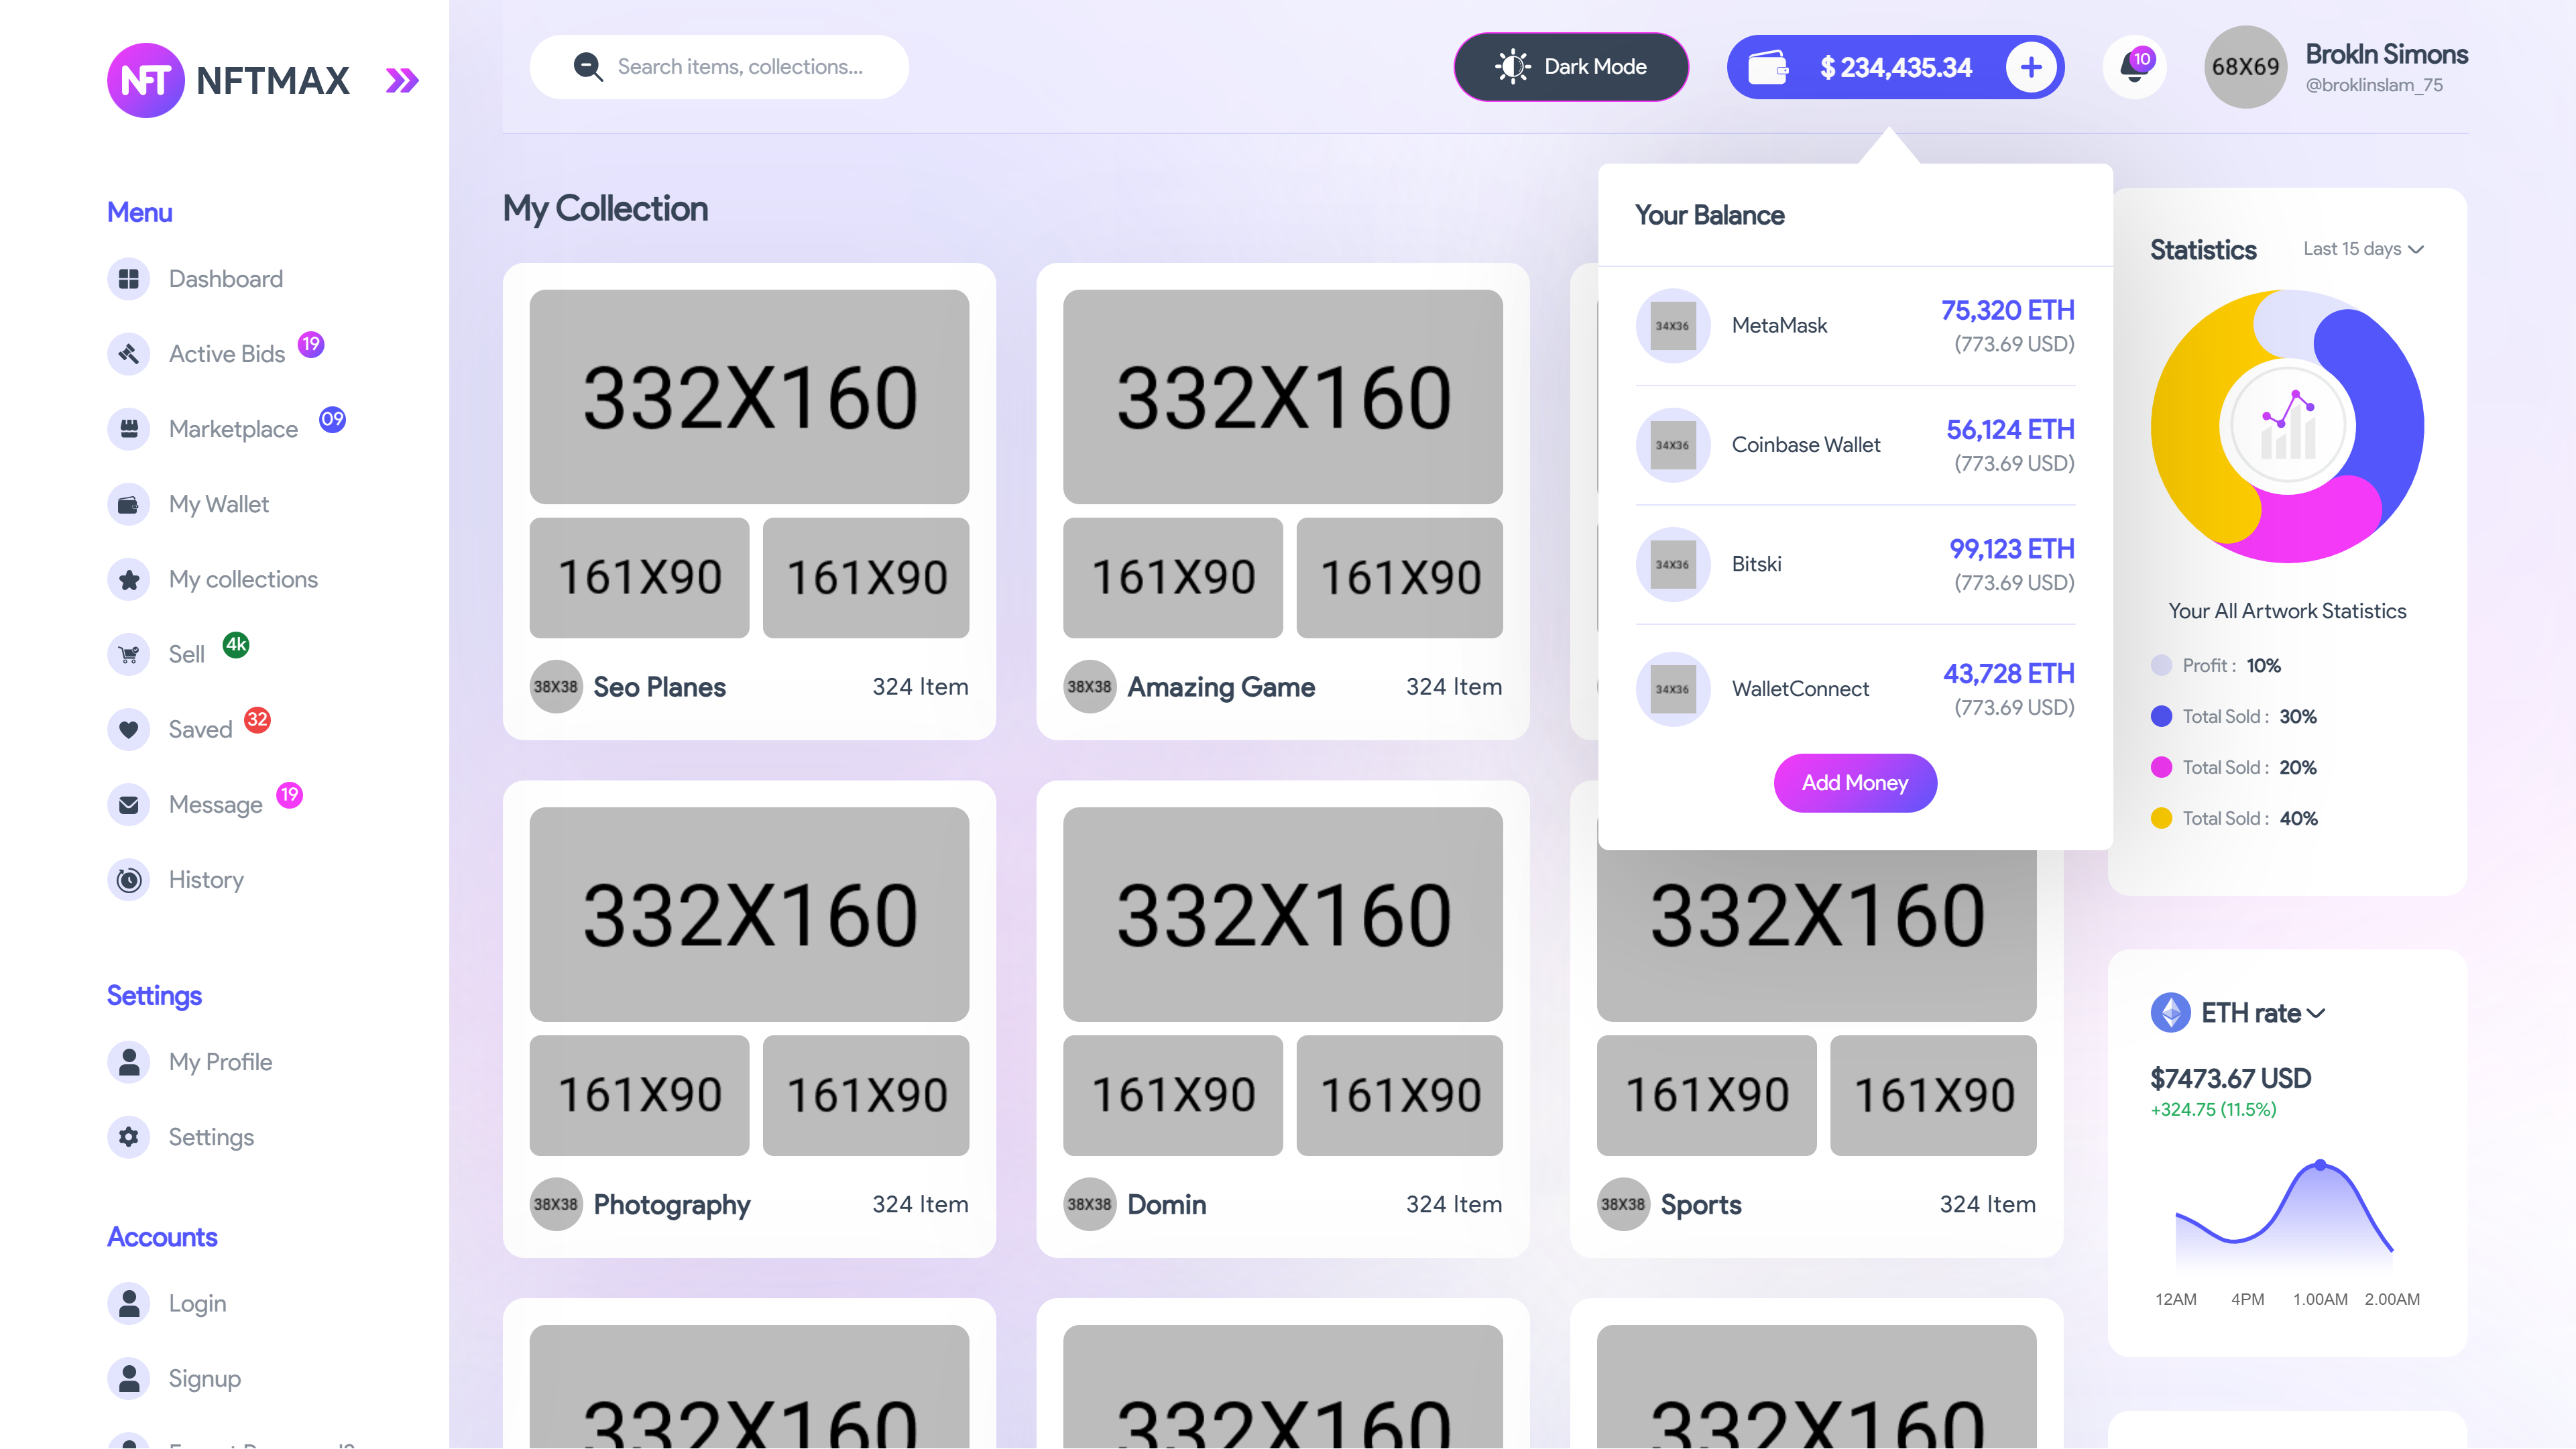 NFT NFTMAX
Search items, collections...
Dark Mode
$ 234,435.34
10
68X69
Brokln Simons
@broklinslam_75
Menu
Dashboard
Active Bids 19
Marketplace 09
My Wallet
My collections
Sell 4k
Saved 32
Message 19
History
Settings
My Profile
Settings
Accounts
Login
Signup
My Collection
332X160
161X90 161X90
38X38 Seo Planes 324 Item
332X160
161X90 161X90
38X38 Amazing Game 324 Item
332X160
161X90 161X90
38X38 Photography 324 Item
332X160
161X90 161X90
38X38 Domin 324 Item
332X160
161X90 161X90
38X38 Sports 324 Item
332X160
332X160
332X160
Your Balance
34X36 MetaMask 75,320 ETH
(773.69 USD)
34X36 Coinbase Wallet 56,124 ETH
(773.69 USD)
34X36 Bitski 99,123 ETH
(773.69 USD)
34X36 WalletConnect 43,728 ETH
(773.69 USD)
Add Money
Statistics Last 15 days
Your All Artwork Statistics
Profit : 10%
Total Sold : 30%
Total Sold : 20%
Total Sold : 40%
ETH rate
$7473.67 USD
+324.75 (11.5%)
12AM 4PM 1.00AM 2.00AM